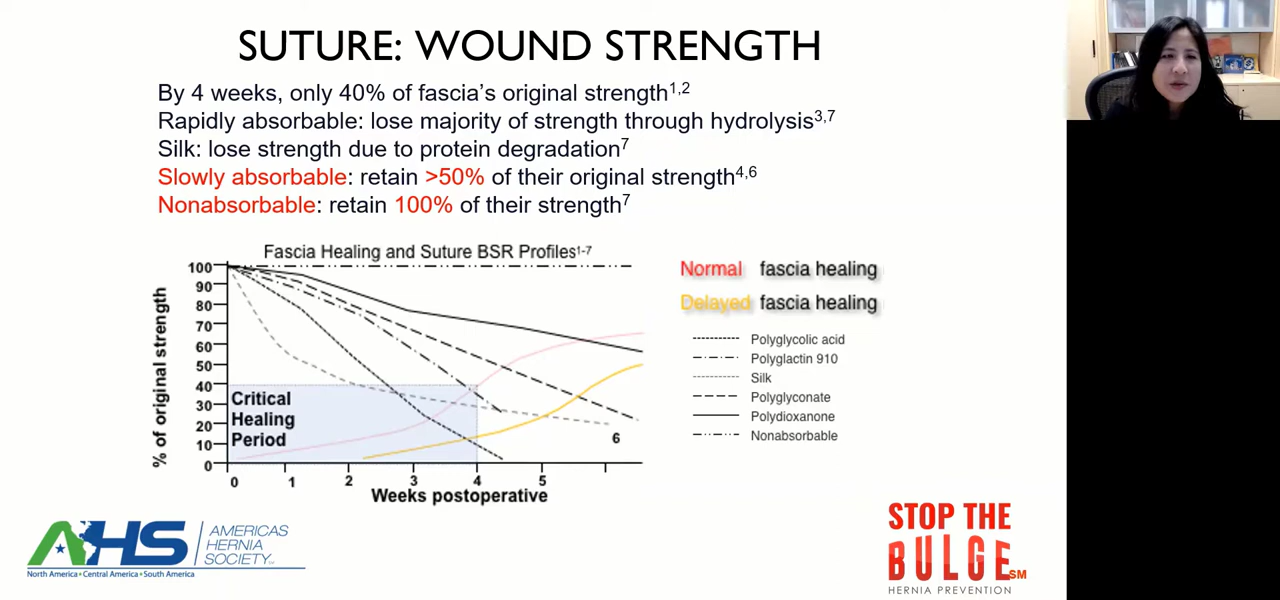 SUTURE: WOUND STRENGTH
By 4 weeks, only 40% of fascia's original strength1,2
Rapidly absorbable: lose majority of strength through hydrolysis3,7
Silk: lose strength due to protein degradation7
Slowly absorbable: retain >50% of their original strength4,6
Nonabsorbable: retain 100% of their strength7
Fascia Healing and Suture BSR Profiles1-7
% of original strength
100
90
80
70
60
50
40
30
20
10
0
Critical
Healing
Period
6
0 1 2 3 4 5
Weeks postoperative
Normal fascia healing
Delayed fascia healing
Polyglycolic acid
Polyglactin 910
Silk
Polyglyconate
Polydioxanone
Nonabsorbable
AHS
AMERICAS
HERNIA
SOCIETY
North America • Central America • South America
STOP THE
BULGE SM
HERNIA PREVENTION